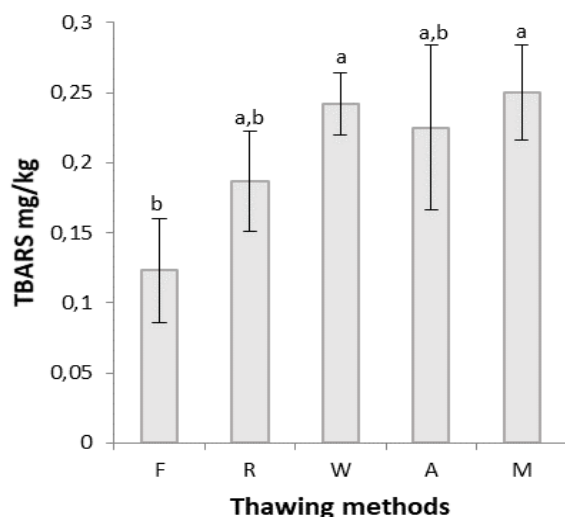 TBARS mg/kg
0,3
0,25
0,2
0,15
0,1
0,05
0
b
a,b
a
a,b
a
F
R
W
A
M
Thawing methods